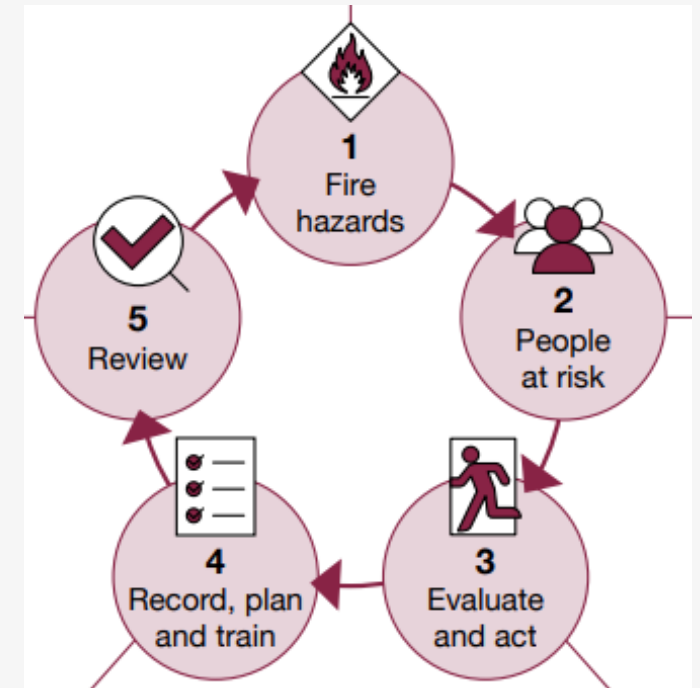 1
Fire
hazards
2
People
at risk
3
Evaluate
and act
4
Record, plan
and train
5
Review